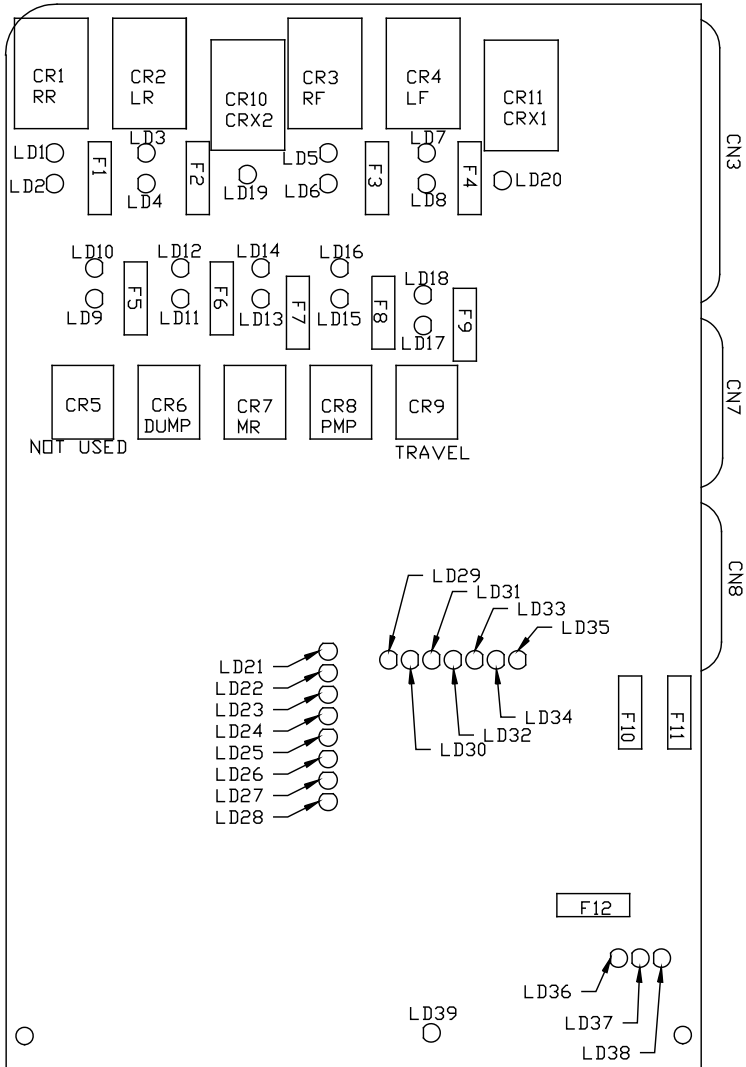 CR1
RR
CR2
LR
CR10
CRX2
CR3
RF
CR4
LF
CR11
CRX1
CN3
LD1
LD2
F1
LD3
LD4
F2
LD19
LD5
LD6
F3
LD7
LD8
F4
LD20
LD10
LD9
F5
LD12
LD11
F6
LD14
LD13
F7
LD16
LD15
F8
LD18
LD17
F9
CN7
CR5
NOT USED
CR6
DUMP
CR7
MR
CR8
PMP
CR9
TRAVEL
CN8
LD29
LD31
LD33
LD35
LD21
LD22
LD23
LD24
LD25
LD26
LD27
LD28
LD34
LD32
LD30
F10
F11
F12
LD36
LD37
LD38
LD39